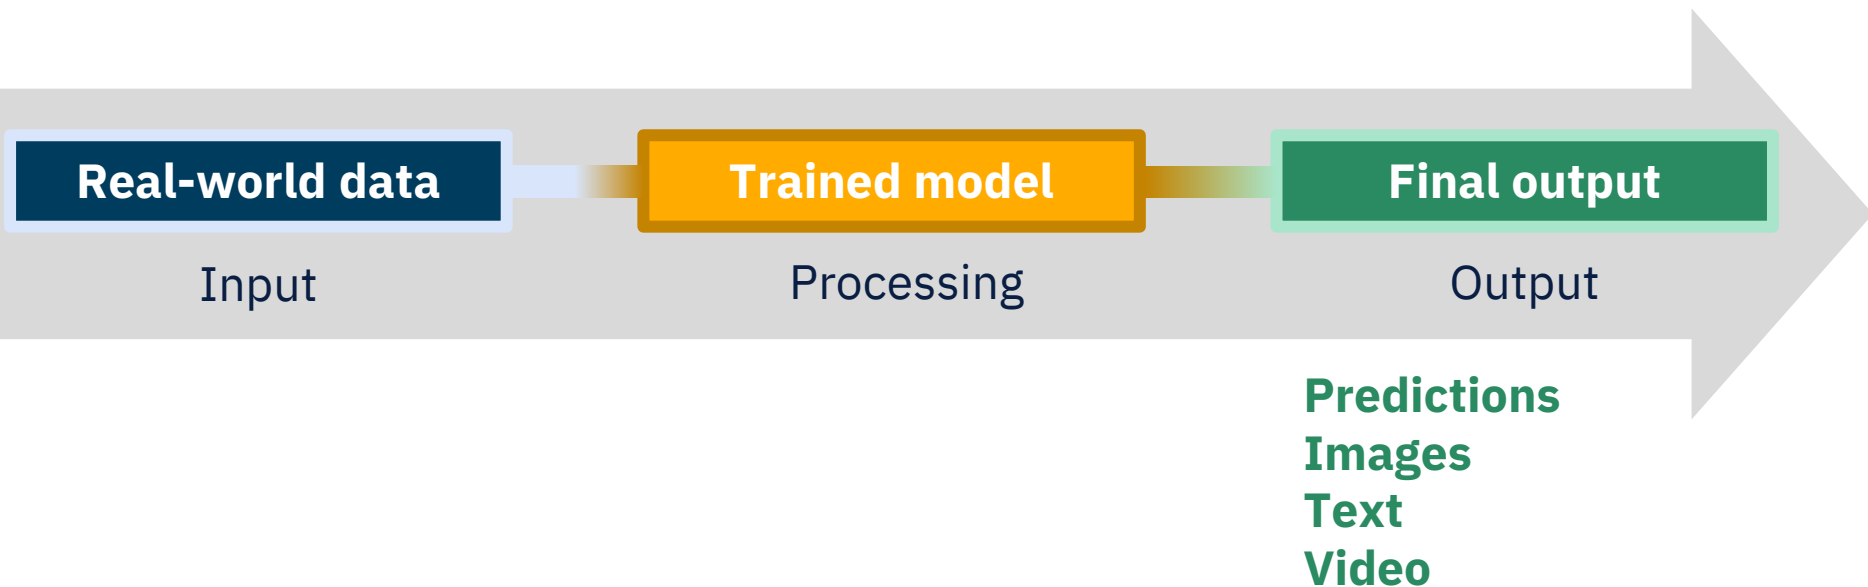 Real-world data
Trained model
Final output
Input
Processing
Output
Predictions
Images
Text
Video